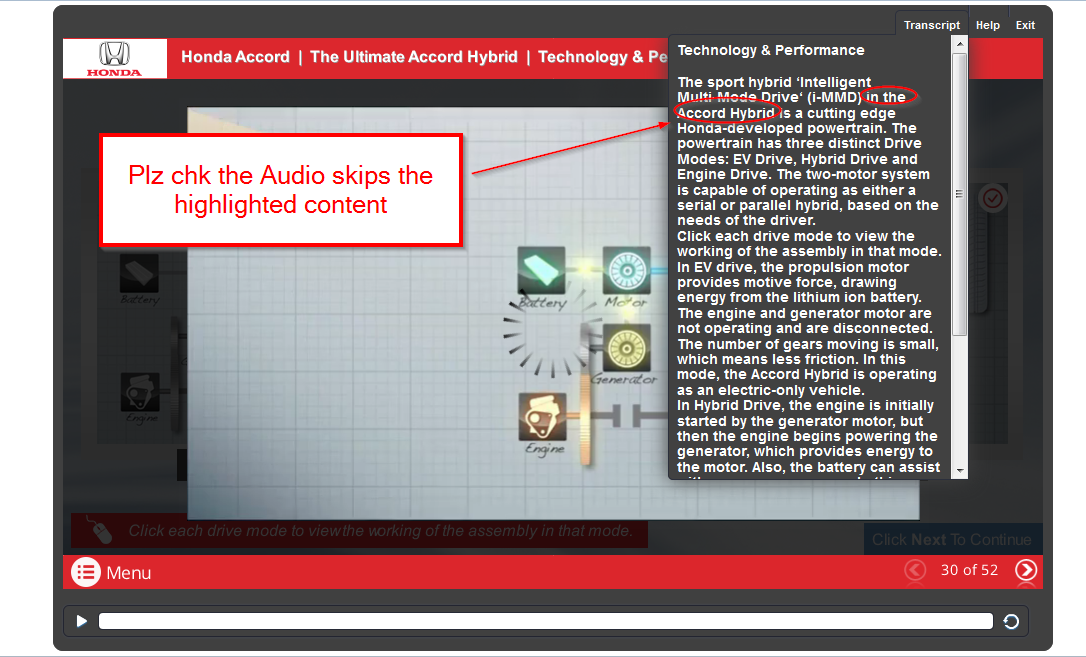 Transcript Help Exit
HONDA
Honda Accord | The Ultimate Accord Hybrid | Technology & Pe
Technology & Performance
The sport hybrid ‘Intelligent
Multi-Mode Drive‘ (i-MMD) in the
Accord Hybrid is a cutting edge
Honda-developed powertrain. The
powertrain has three distinct Drive
Modes: EV Drive, Hybrid Drive and
Engine Drive. The two-motor system
is capable of operating as either a
serial or parallel hybrid, based on the
needs of the driver.
Click each drive mode to view the
working of the assembly in that mode.
In EV drive, the propulsion motor
provides motive force, drawing
energy from the lithium ion battery.
The engine and generator motor are
not operating and are disconnected.
The number of gears moving is small,
which means less friction. In this
mode, the Accord Hybrid is operating
as an electric-only vehicle.
In Hybrid Drive, the engine is initially
started by the generator motor, but
then the engine begins powering the
generator, which provides energy to
the motor. Also, the battery can assist
Plz chk the Audio skips the
highlighted content
Battery
Battery
Motor
Generator
Engine
Engine
Click each drive mode to view the working of the assembly in that mode.
Click Next To Continue
Menu
30 of 52